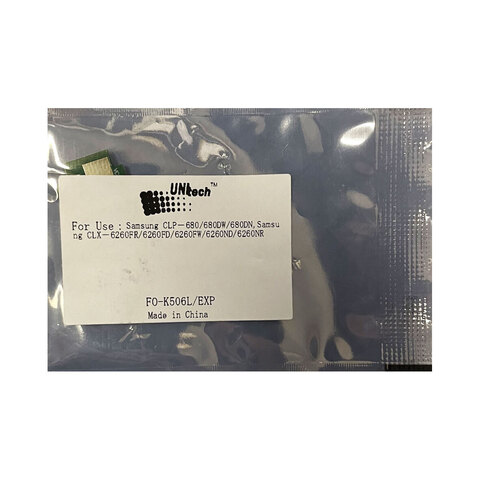 UNItech™
For Use : Samsung CLP-680/680DW/680DN,Samsu
ng CLX-6260FR/6260FD/6260FW/6260ND/6260NR
FO-K506L/EXP
Made in China